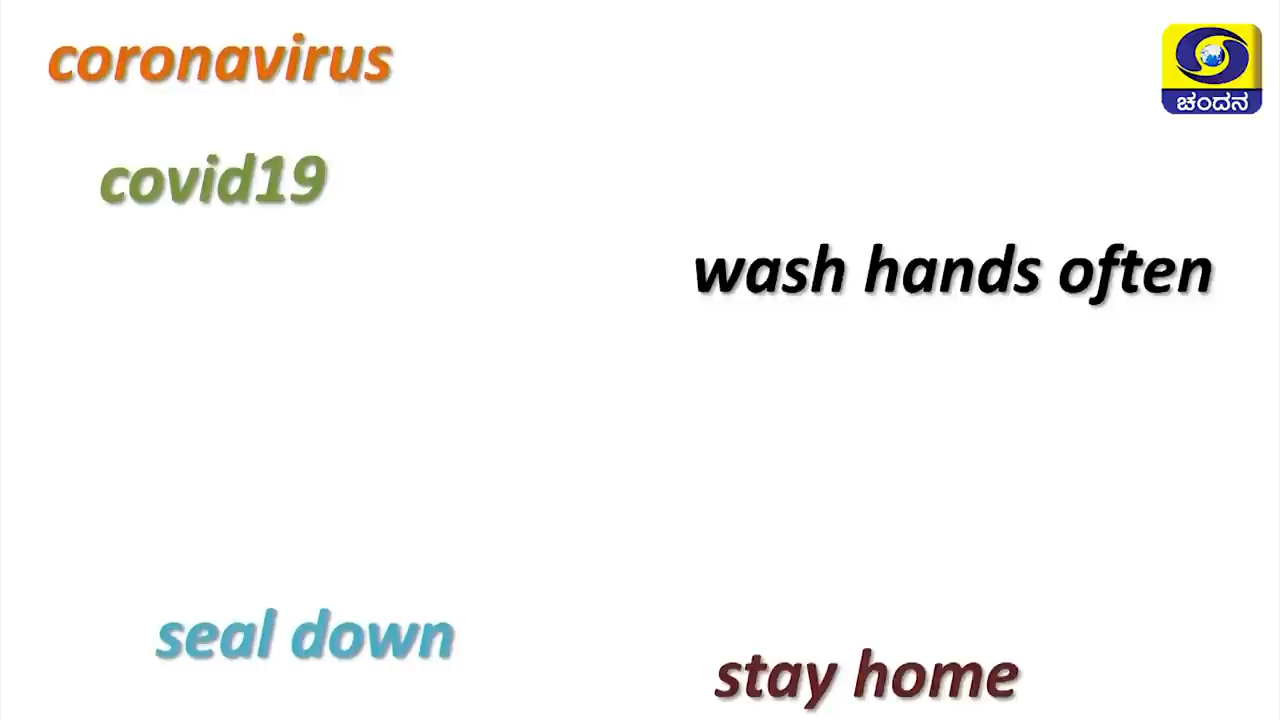 coronavirus
ಚಂದನ
covid19
wash hands often
seal down
stay home